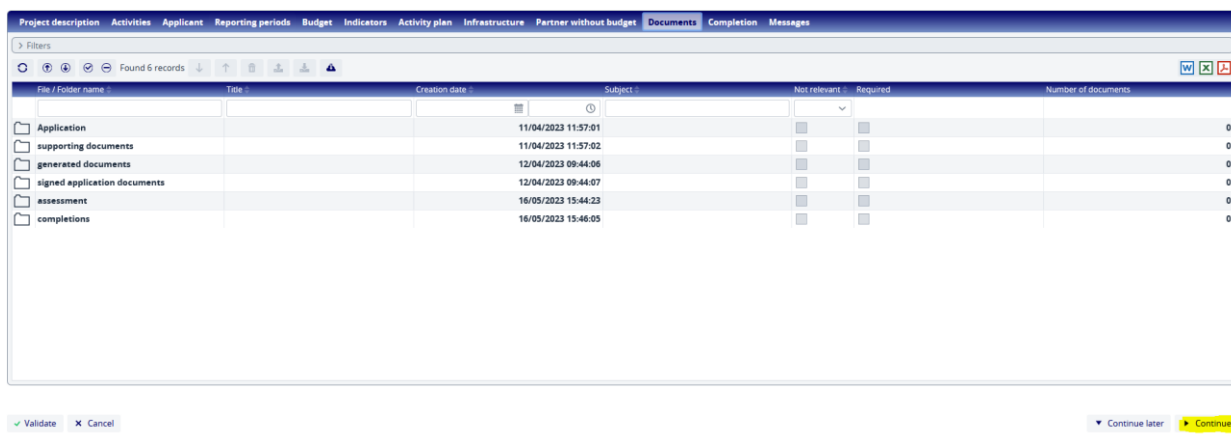 Project description Activities Applicant Reporting periods Budget Indicators Activity plan Infrastructure Partner without budget Documents Completion Messages
> Filters
Found 6 records W X
File / Folder name Title Creation date Subject Not relevant Required Number of documents
Application 11/04/2023 11:57:01 0
supporting documents 11/04/2023 11:57:02 0
generated documents 12/04/2023 09:44:06 0
signed application documents 12/04/2023 09:44:07 0
assessment 16/05/2023 15:44:23 0
completions 16/05/2023 15:46:05 0
Validate Cancel Continue later Continue